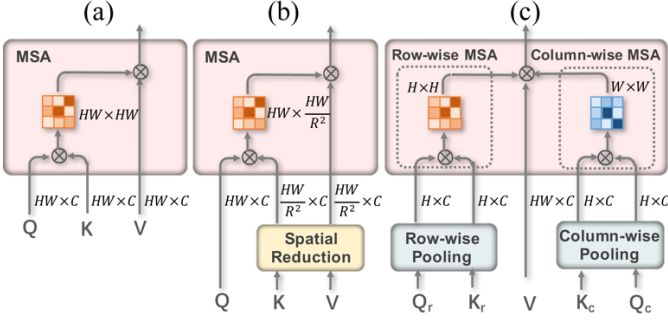 (a)
(b)
(c)
MSA
HW × HW
HW × C
HW × C
HW × C
Q
K
V
MSA
HW × HW/R²
HW × C
HW/R² × C
HW/R² × C
Spatial
Reduction
Q
K
V
Row-wise MSA
Column-wise MSA
H × H
W × W
H × C
H × C
HW × C
H × C
H × C
Row-wise
Pooling
Column-wise
Pooling
Qr
Kr
V
Kc
Qc